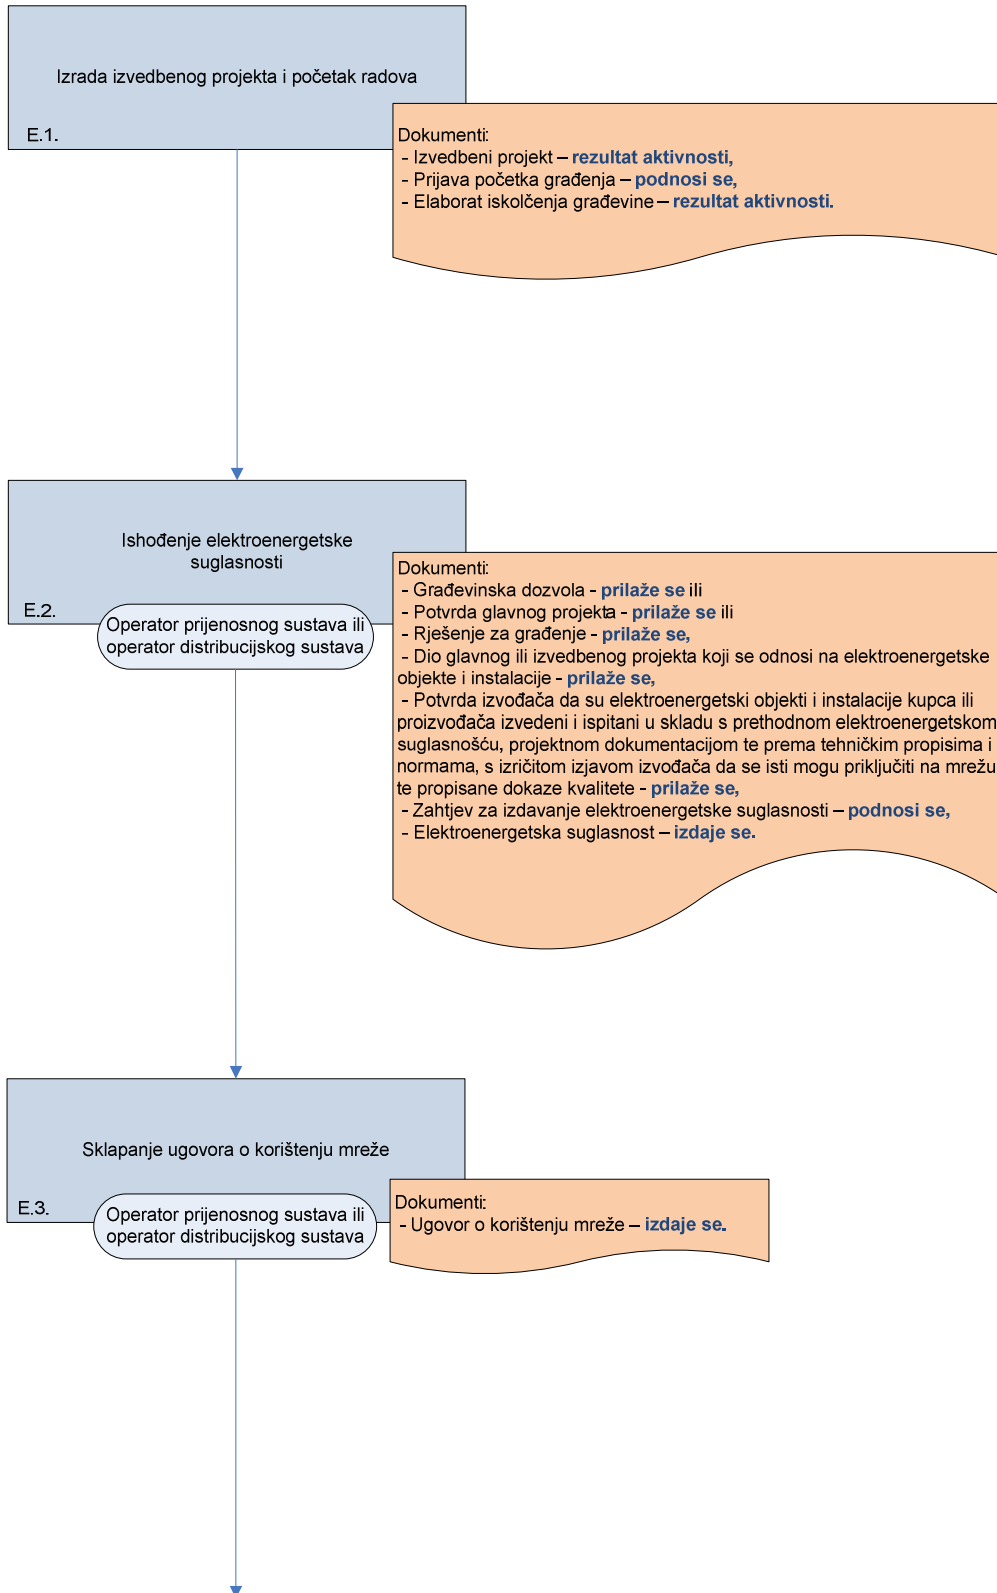 Izrada izvedbenog projekta i početak radova
E.1.
Dokumenti:
- Izvedbeni projekt – rezultat aktivnosti,
- Prijava početka građenja – podnosi se,
- Elaborat iskolčenja građevine – rezultat aktivnosti.
Ishođenje elektroenergetske
suglasnosti
E.2.
Operator prijenosnog sustava ili
operator distribucijskog sustava
Dokumenti:
- Građevinska dozvola - prilaže se ili
- Potvrda glavnog projekta - prilaže se ili
- Rješenje za građenje - prilaže se,
- Dio glavnog ili izvedbenog projekta koji se odnosi na elektroenergetske
objekte i instalacije - prilaže se,
- Potvrda izvođača da su elektroenergetski objekti i instalacije kupca ili
proizvođača izvedeni i ispitani u skladu s prethodnom elektroenergetskom
suglasnošću, projektnom dokumentacijom te prema tehničkim propisima i
normama, s izričitom izjavom izvođača da se isti mogu priključiti na mrežu
te propisane dokaze kvalitete - prilaže se,
- Zahtjev za izdavanje elektroenergetske suglasnosti – podnosi se,
- Elektroenergetska suglasnost – izdaje se.
Sklapanje ugovora o korištenju mreže
E.3.
Operator prijenosnog sustava ili
operator distribucijskog sustava
Dokumenti:
- Ugovor o korištenju mreže – izdaje se.